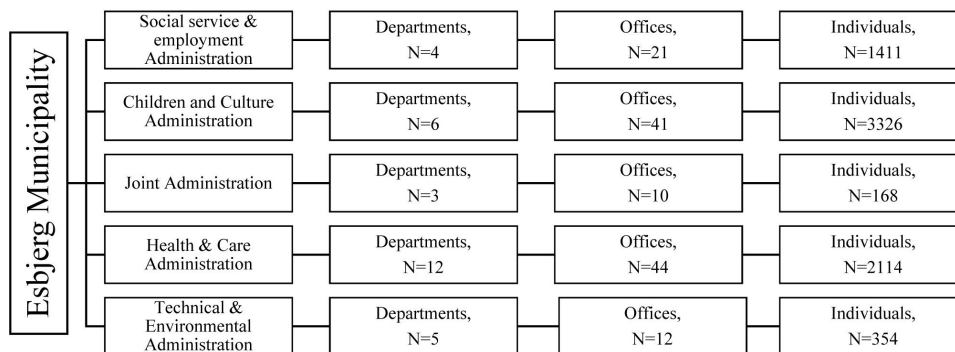 Esbjerg Municipality
Social service &
employment
Administration
Departments,
N=4
Offices,
N=21
Individuals,
N=1411
Children and Culture
Administration
Departments,
N=6
Offices,
N=41
Individuals,
N=3326
Joint Administration
Departments,
N=3
Offices,
N=10
Individuals,
N=168
Health & Care
Administration
Departments,
N=12
Offices,
N=44
Individuals,
N=2114
Technical &
Environmental
Administration
Departments,
N=5
Offices,
N=12
Individuals,
N=354